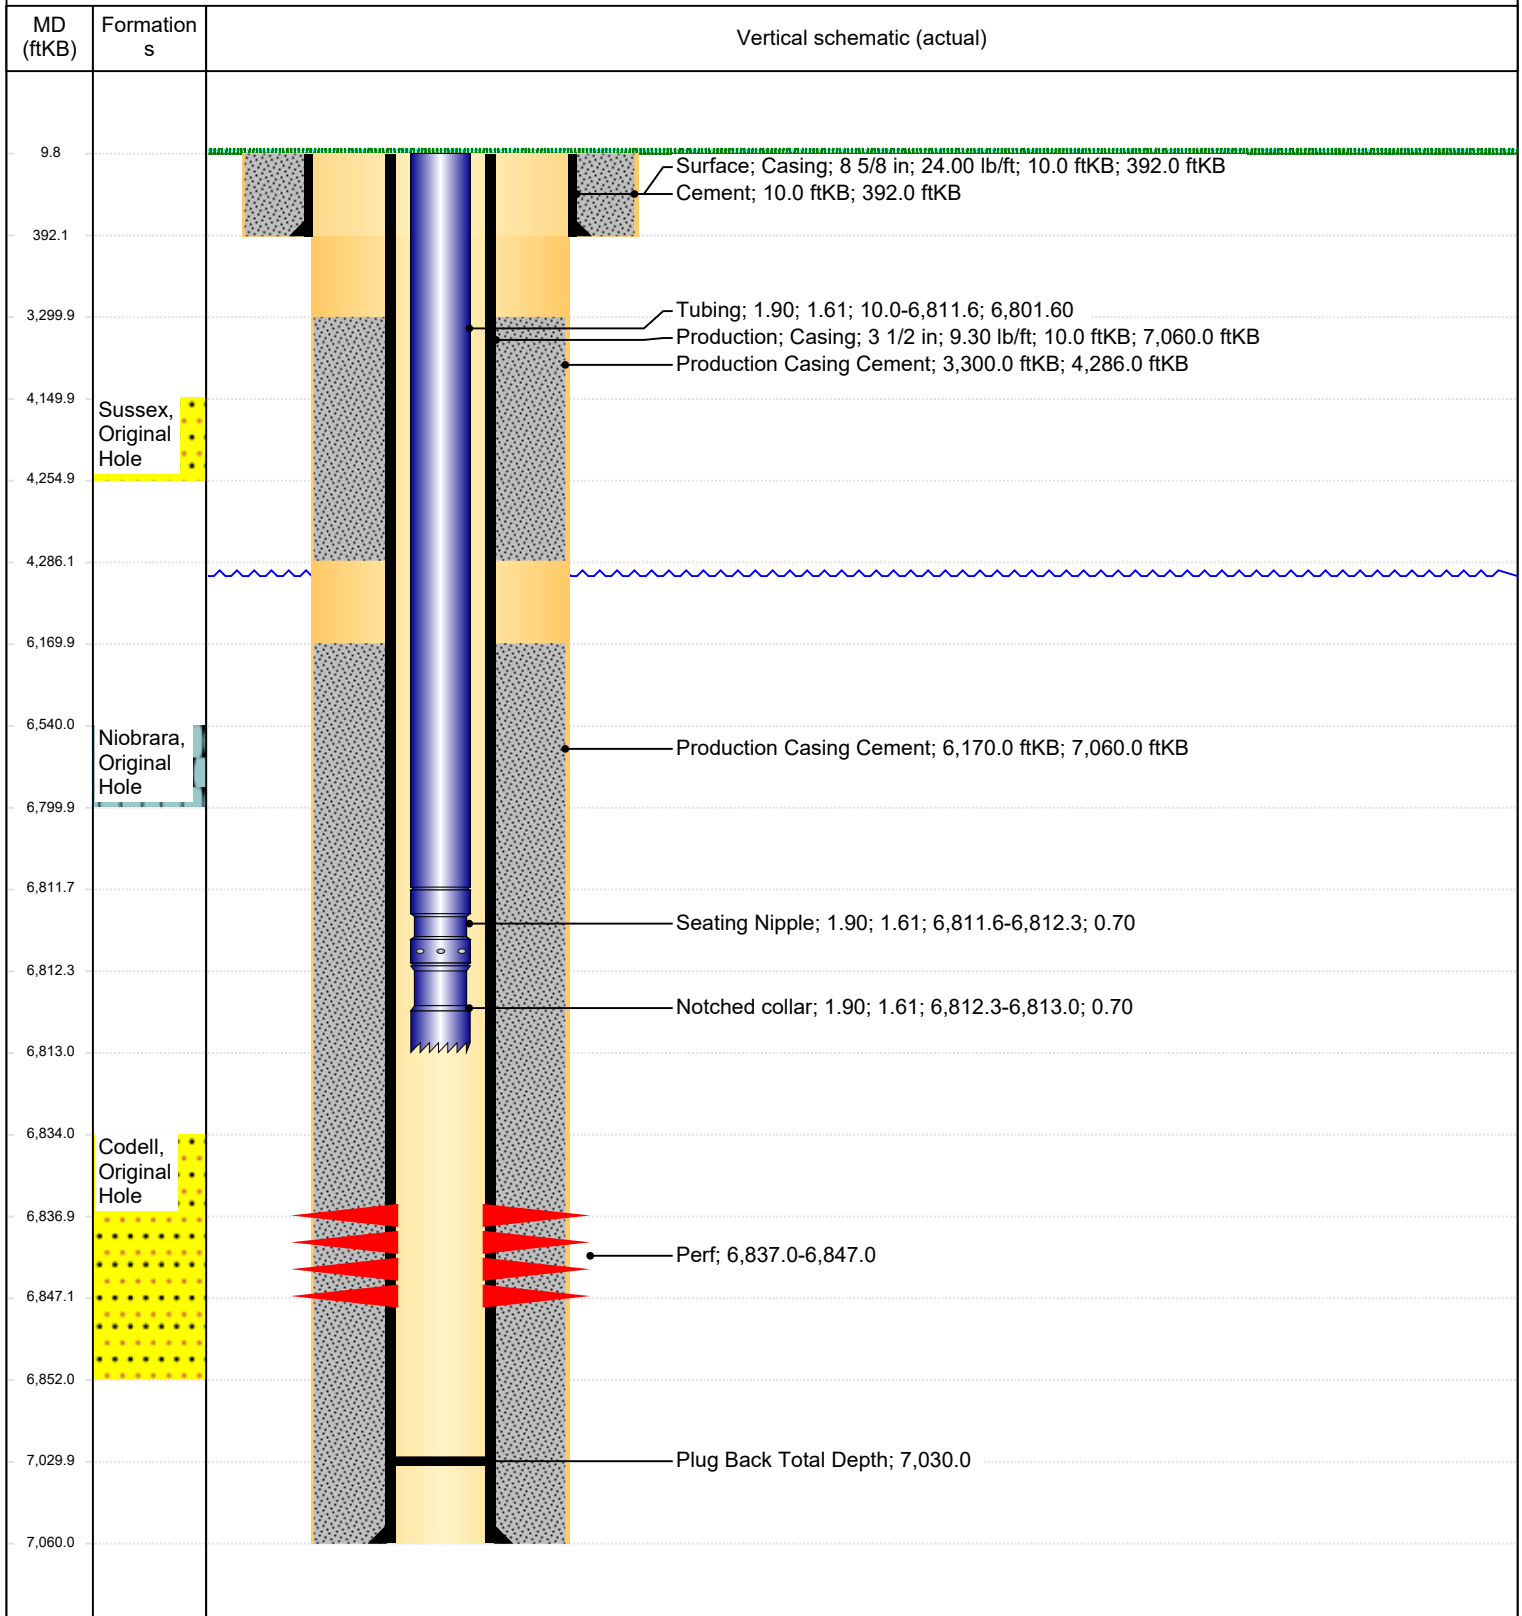 MD
(ftKB)
Formation
s
Vertical schematic (actual)
9.8
Surface; Casing; 8 5/8 in; 24.00 lb/ft; 10.0 ftKB; 392.0 ftKB
Cement; 10.0 ftKB; 392.0 ftKB
392.1
3,299.9
Tubing; 1.90; 1.61; 10.0-6,811.6; 6,801.60
Production; Casing; 3 1/2 in; 9.30 lb/ft; 10.0 ftKB; 7,060.0 ftKB
Production Casing Cement; 3,300.0 ftKB; 4,286.0 ftKB
4,149.9
Sussex,
Original
Hole
4,254.9
4,286.1
6,169.9
6,540.0
Niobrara,
Original
Hole
Production Casing Cement; 6,170.0 ftKB; 7,060.0 ftKB
6,799.9
6,811.7
Seating Nipple; 1.90; 1.61; 6,811.6-6,812.3; 0.70
6,812.3
Notched collar; 1.90; 1.61; 6,812.3-6,813.0; 0.70
6,813.0
6,834.0
Codell,
Original
Hole
6,836.9
Perf; 6,837.0-6,847.0
6,847.1
6,852.0
7,029.9
Plug Back Total Depth; 7,030.0
7,060.0